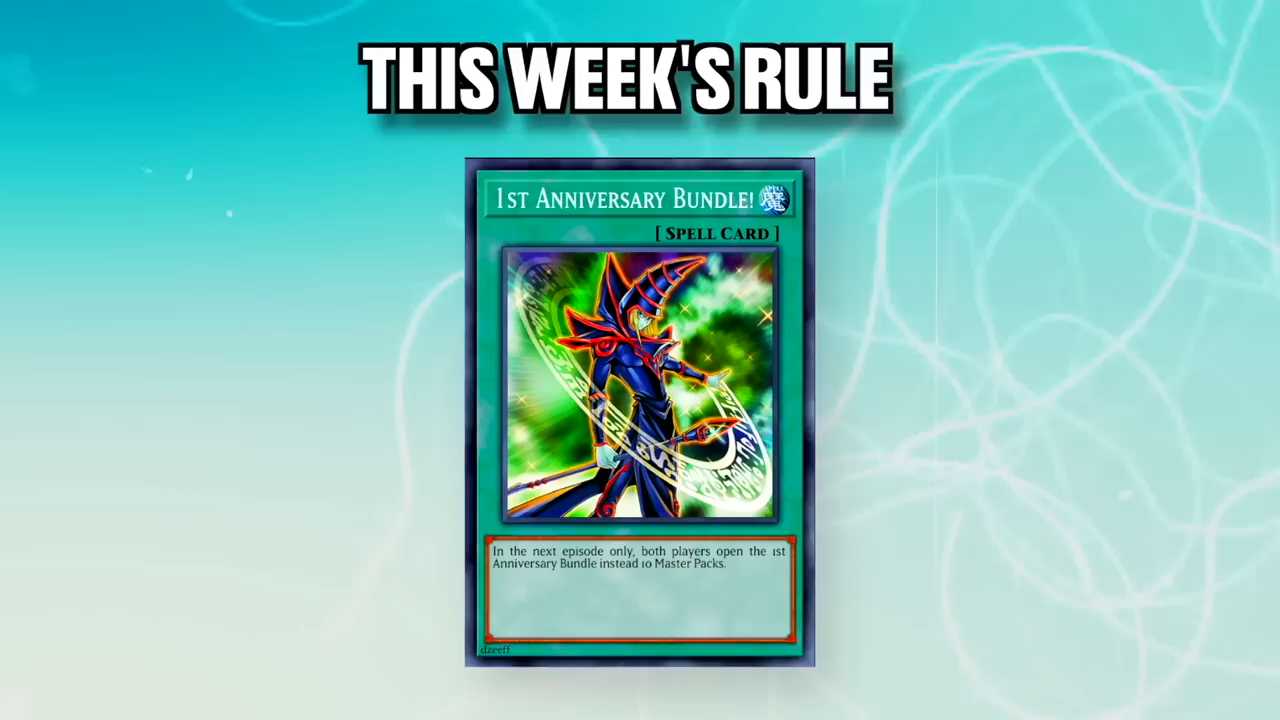 THIS WEEK'S RULE
1ST ANNIVERSARY BUNDLE! 魔
[ SPELL CARD ]
In the next episode only, both players open the 1st
Anniversary Bundle instead 10 Master Packs.
dzeeff